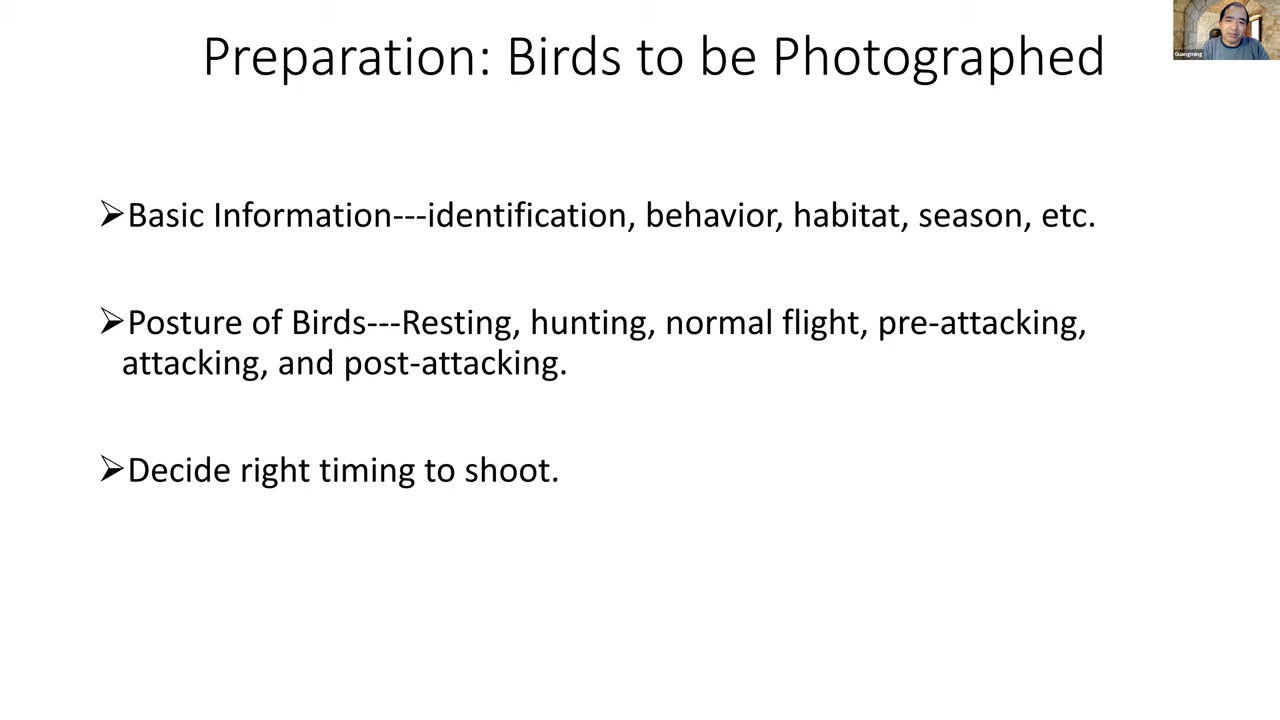 Preparation: Birds to be Photographed
Guangming
➢Basic Information---identification, behavior, habitat, season, etc.
➢Posture of Birds---Resting, hunting, normal flight, pre-attacking,
attacking, and post-attacking.
➢Decide right timing to shoot.